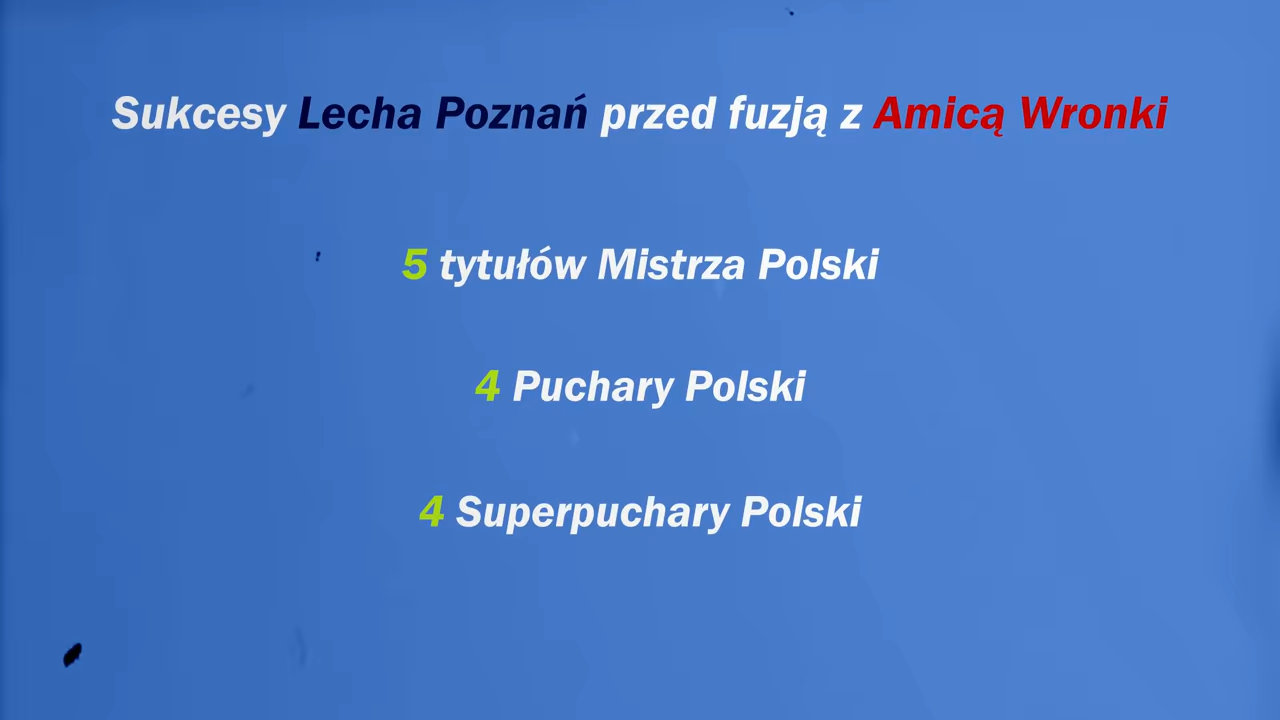 Sukcesy Lecha Poznań przed fuzją z Amicą Wronki
5 tytułów Mistrza Polski
4 Puchary Polski
4 Superpuchary Polski